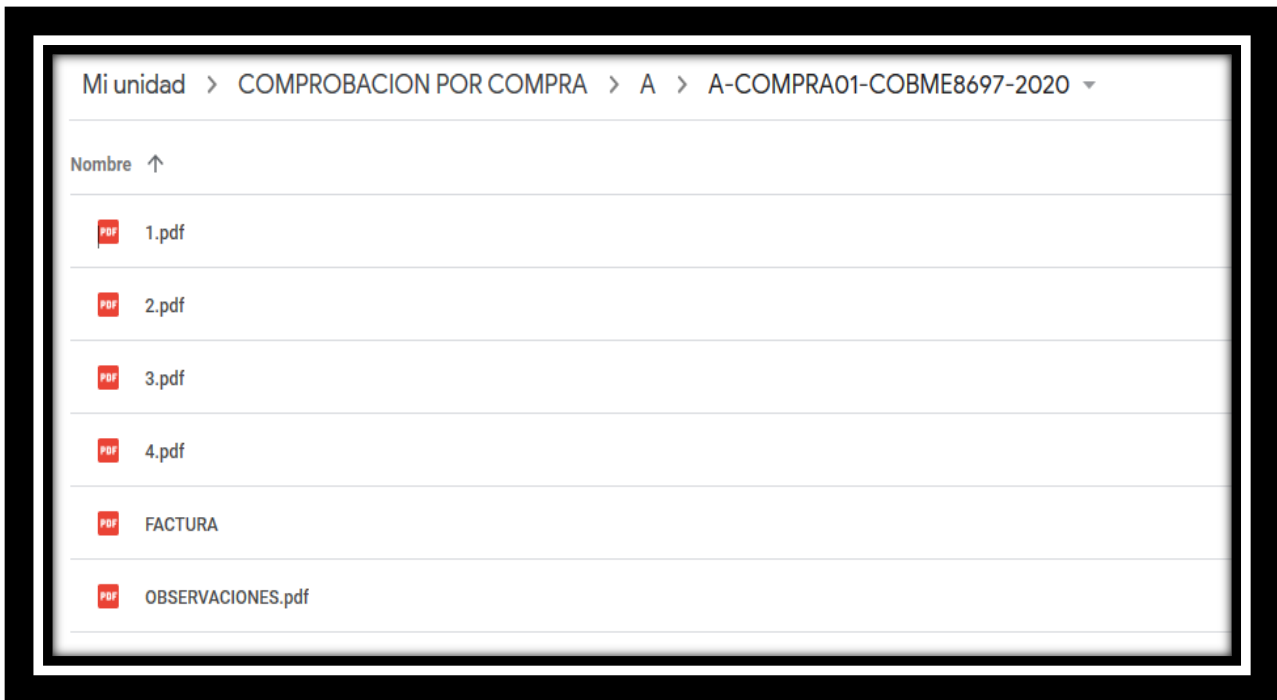 Mi unidad > COMPROBACION POR COMPRA > A > A-COMPRA01-COBME8697-2020
Nombre ↑
PDF 1.pdf
PDF 2.pdf
PDF 3.pdf
PDF 4.pdf
PDF FACTURA
PDF OBSERVACIONES.pdf